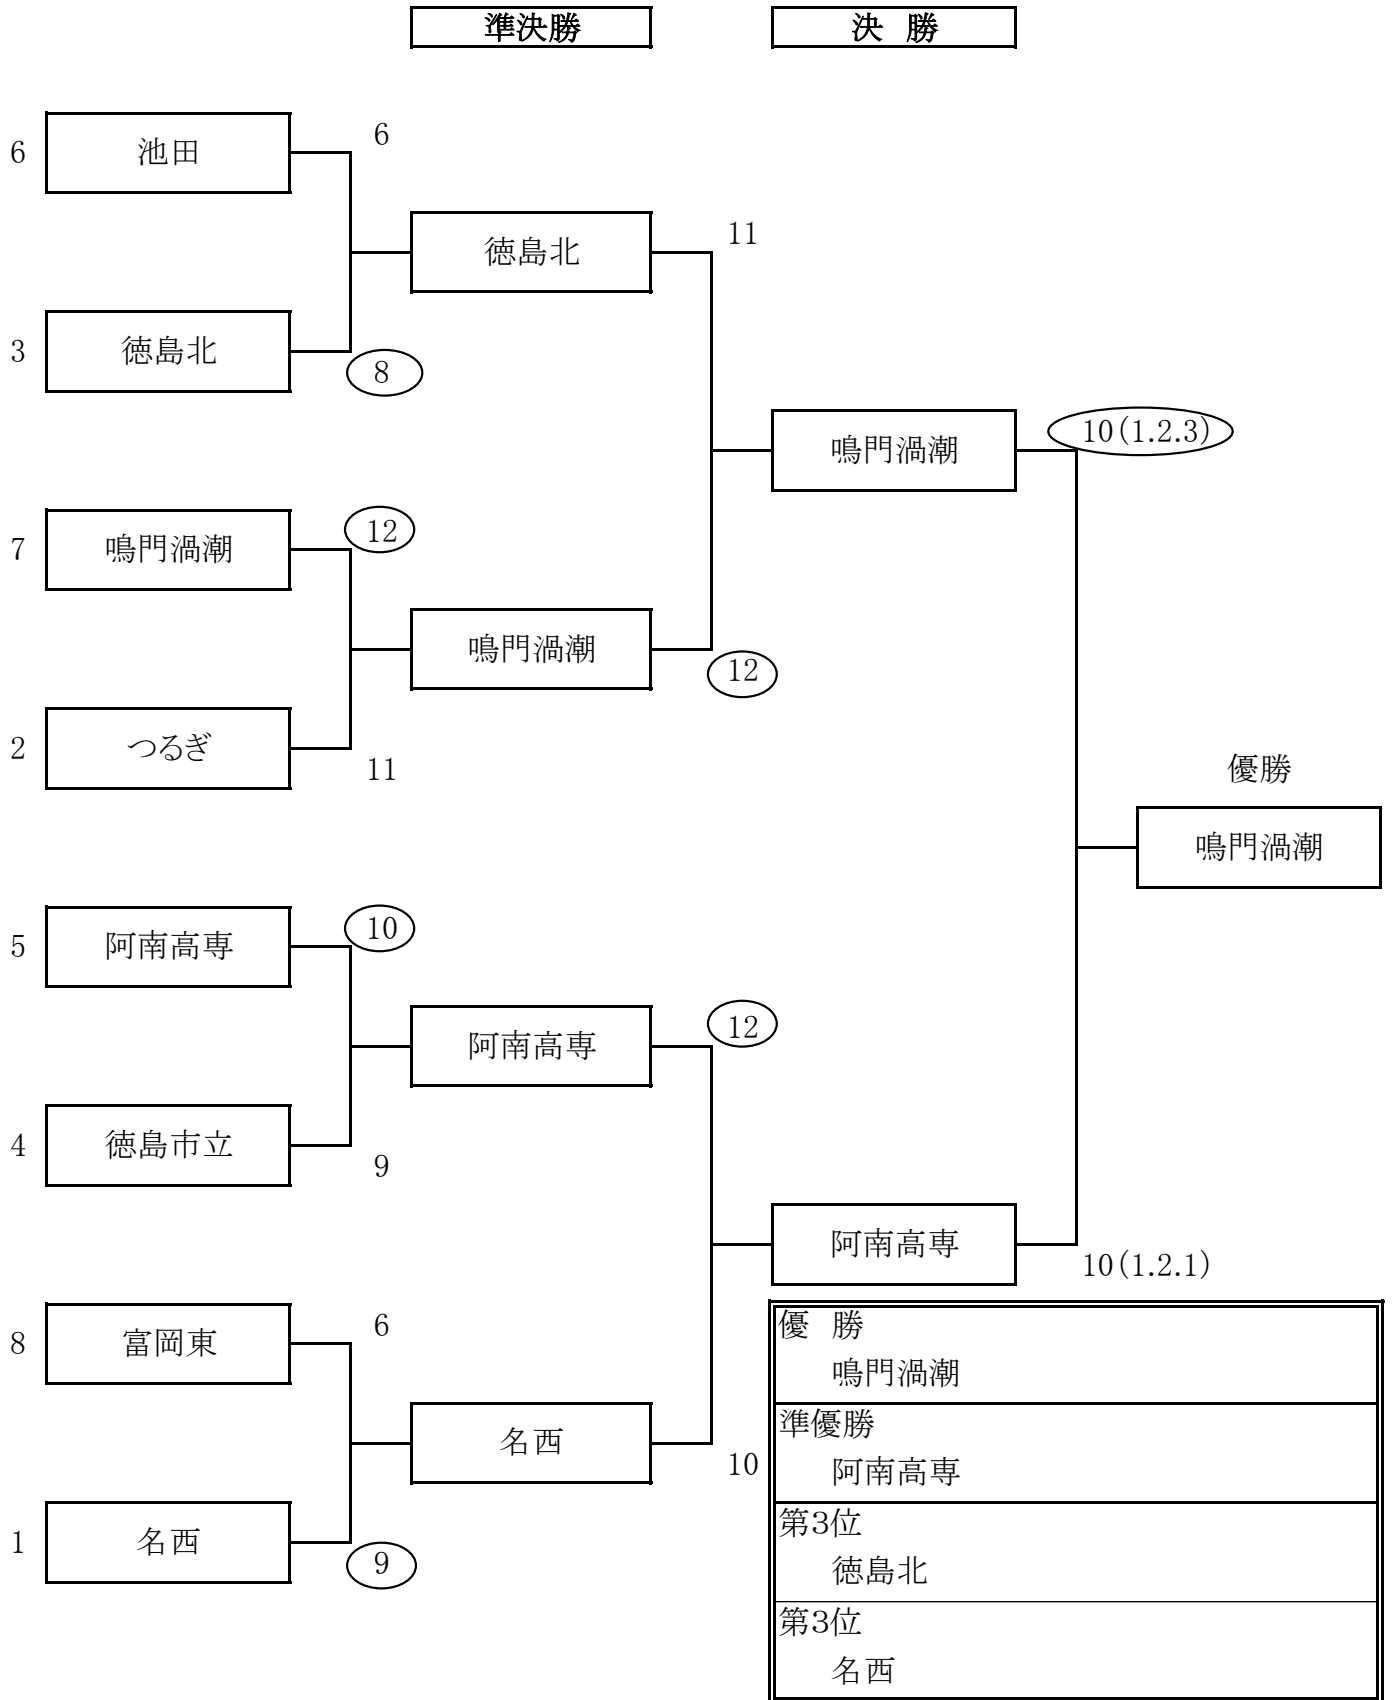 準決勝
決 勝
6
池田
6
徳島北
11
3
徳島北
8
鳴門渦潮
10(1.2.3)
7
鳴門渦潮
12
鳴門渦潮
12
2
つるぎ
11
優勝
鳴門渦潮
5
阿南高専
10
阿南高専
12
4
徳島市立
9
阿南高専
10(1.2.1)
8
富岡東
6
名西
10
1
名西
9
優 勝
鳴門渦潮
準優勝
阿南高専
第3位
徳島北
第3位
名西